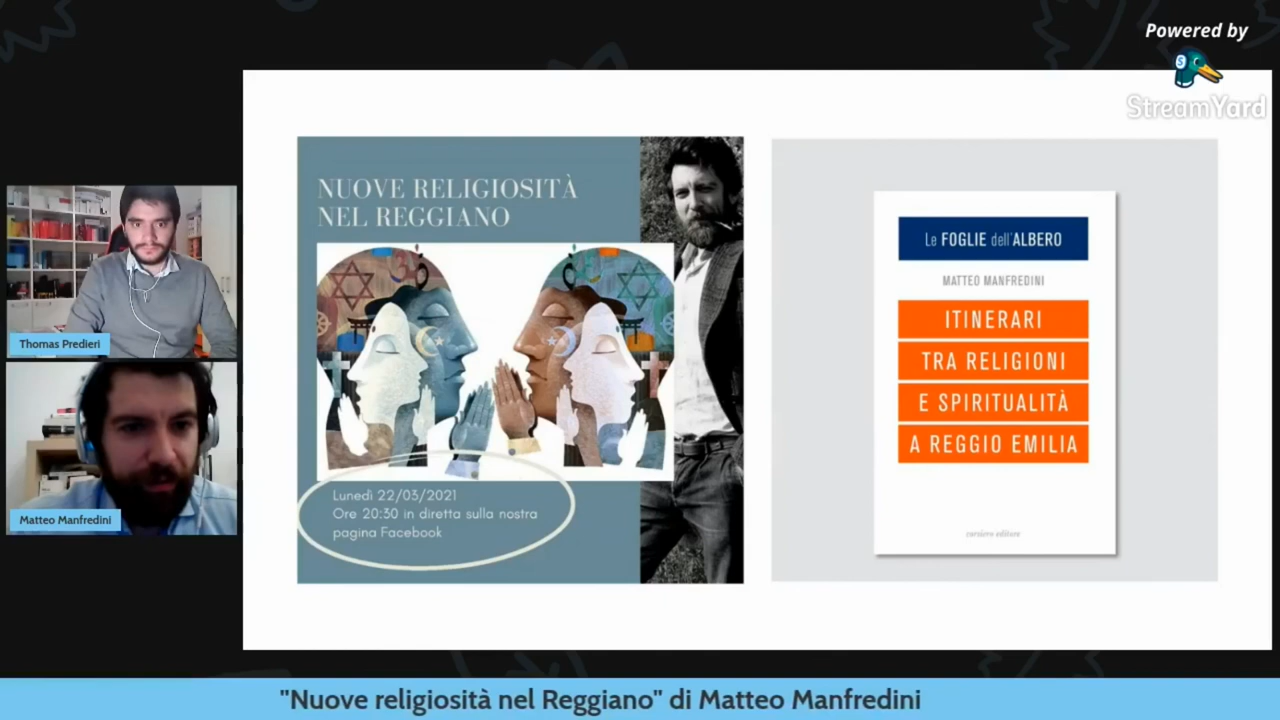 Powered by
StreamYard
NUOVE RELIGIOSITÀ
NEL REGGIANO
Lunedì 22/03/2021
Ore 20:30 in diretta sulla nostra
pagina Facebook
Le FOGLIE dell'ALBERO
MATTEO MANFREDINI
ITINERARI
TRA RELIGIONI
E SPIRITUALITÀ
A REGGIO EMILIA
corsiero editore
Thomas Predieri
Matteo Manfredini
"Nuove religiosità nel Reggiano" di Matteo Manfredini